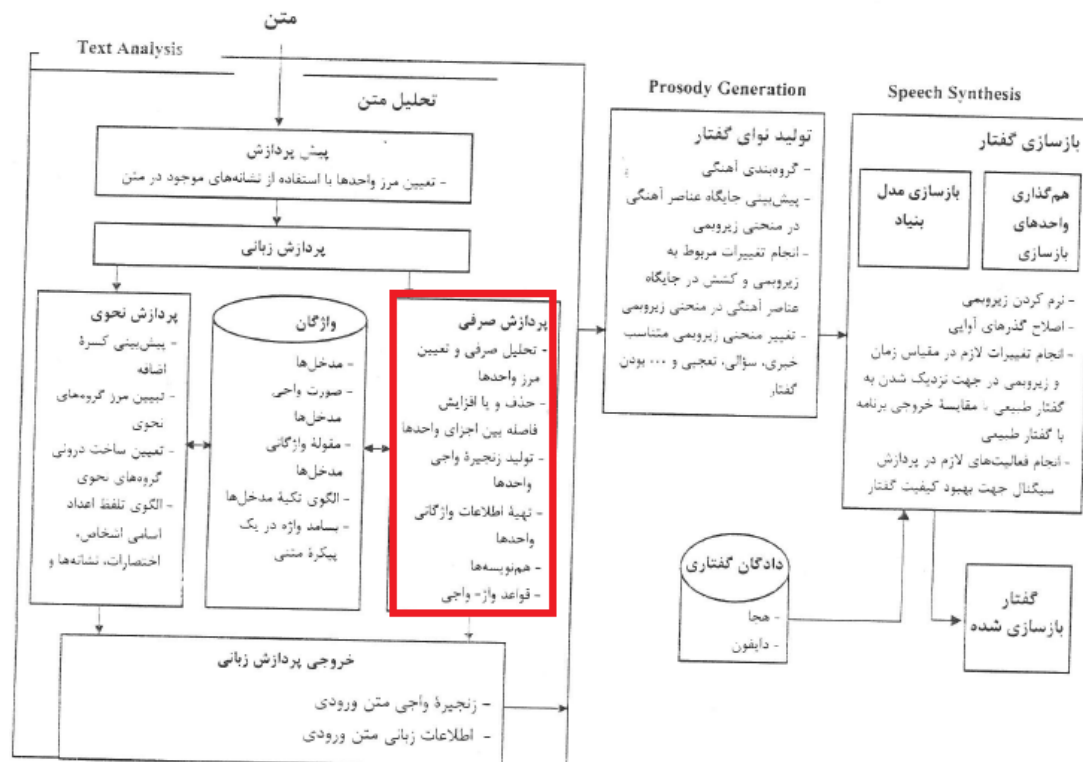 متن
Text Analysis
تحلیل متن
پیش پردازش
- تعیین مرز واحدها با استفاده از نشانه‌های موجود در متن
پردازش زبانی
پردازش صرفی
- تحلیل صرفی و تعیین
مرز واحدها
- حذف و یا افزایش
فاصله بین اجزای واحدها
- تولید زنجیرهٔ واجی
واحدها
- تهیهٔ اطلاعات واژگانی
واحدها
- هم‌نویسه‌ها
- قواعد واژ- واجی
واژگان
- مدخل‌ها
- صورت واجی
مدخل‌ها
- مقولهٔ واژگانی
مدخل‌ها
- الگوی تکیهٔ مدخل‌ها
- بسامد واژه در یک
پیکرهٔ متنی
پردازش نحوی
- پیش‌بینی کسرهٔ
اضافه
- تبیین مرز گروه‌های
نحوی
- تعیین ساخت درونی
گروه‌های نحوی
- الگوی تلفظ اعداد
اسامی اشخاص،
اختصارات، نشانه‌ها و
خروجی پردازش زبانی
- زنجیرهٔ واجی متن ورودی
- اطلاعات زبانی متن ورودی
Prosody Generation
تولید نوای گفتار
- گروه‌بندی آهنگی
- پیش‌بینی جایگاه عناصر آهنگی
در منحنی زیروبمی
- انجام تغییرات مربوط به
زیروبمی و کشش در جایگاه
عناصر آهنگی در منحنی زیروبمی
- تغییر منحنی زیروبمی متناسب
خبری، سؤالی، تعجبی و ... بودن
گفتار
Speech Synthesis
بازسازی گفتار
هم‌گذاری
واحدهای
بازسازی
بازسازی مدل
بنیاد
- نرم کردن زیروبمی
- اصلاح گذرهای آوایی
- انجام تغییرات لازم در مقیاس زمان
و زیروبمی در جهت نزدیک شدن به
گفتار طبیعی با مقایسهٔ خروجی برنامه
با گفتار طبیعی
- انجام فعالیت‌های لازم در پردازش
سیگنال جهت بهبود کیفیت گفتار
دادگان گفتاری
- هجا
- دایفون
گفتار
بازسازی شده